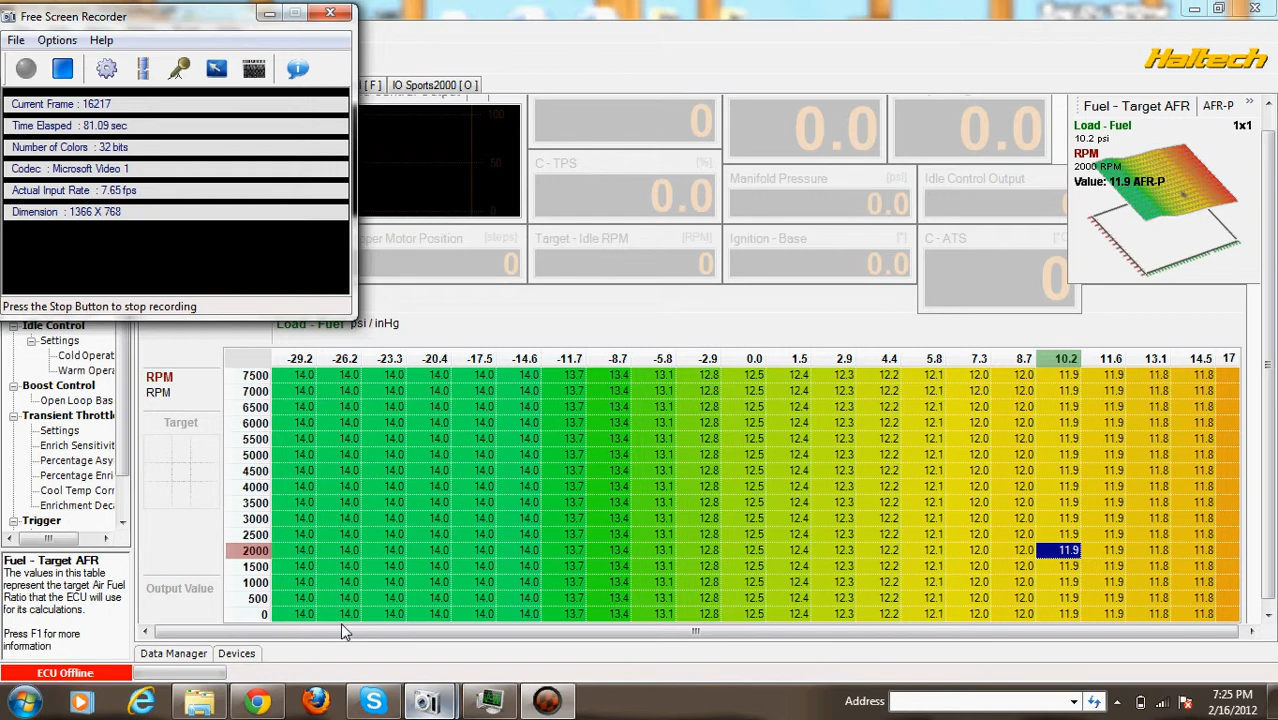 Free Screen Recorder
File Options Help
Current Frame : 16217
Time Elasped : 81.09 sec
Number of Colors : 32 bits
Codec : Microsoft Video 1
Actual Input Rate : 7.65 fps
Dimension : 1366 X 768
Press the Stop Button to stop recording
Haltech
[ F ] IO Sports2000 [ O ]
100
50
0
0
0.0
0.0
C - TPS [%]
0.0
Manifold Pressure [psi]
0.0
Idle Control Output
0.0
pper Motor Position [steps]
0
Target - Idle RPM [RPM]
0
Ignition - Base [°]
0.0
C - ATS
0
Fuel - Target AFR AFR-P »
Load - Fuel 1x1
10.2 psi
RPM
2000 RPM
Value: 11.9 AFR-P
Idle Control
Settings
Cold Operat
Warm Opera
Boost Control
Open Loop Bas
Transient Throttle
Settings
Enrich Sensitivit
Percentage Asy
Percentage Enri
Cool Temp Corr
Enrichment Deca
Trigger
Fuel - Target AFR
The values in this table
represent the target Air Fuel
Ratio that the ECU will use
for its calculations.
Press F1 for more
information
Load - Fuel psi / inHg
RPM
RPM
Target
Output Value
-29.2 -26.2 -23.3 -20.4 -17.5 -14.6 -11.7 -8.7 -5.8 -2.9 0.0 1.5 2.9 4.4 5.8 7.3 8.7 10.2 11.6 13.1 14.5 17
7500 14.0 14.0 14.0 14.0 14.0 14.0 13.7 13.4 13.1 12.8 12.5 12.4 12.3 12.2 12.1 12.0 12.0 11.9 11.9 11.8 11.8
7000 14.0 14.0 14.0 14.0 14.0 14.0 13.7 13.4 13.1 12.8 12.5 12.4 12.3 12.2 12.1 12.0 12.0 11.9 11.9 11.8 11.8
6500 14.0 14.0 14.0 14.0 14.0 14.0 13.7 13.4 13.1 12.8 12.5 12.4 12.3 12.2 12.1 12.0 12.0 11.9 11.9 11.8 11.8
6000 14.0 14.0 14.0 14.0 14.0 14.0 13.7 13.4 13.1 12.8 12.5 12.4 12.3 12.2 12.1 12.0 12.0 11.9 11.9 11.8 11.8
5500 14.0 14.0 14.0 14.0 14.0 14.0 13.7 13.4 13.1 12.8 12.5 12.4 12.3 12.2 12.1 12.0 12.0 11.9 11.9 11.8 11.8
5000 14.0 14.0 14.0 14.0 14.0 14.0 13.7 13.4 13.1 12.8 12.5 12.4 12.3 12.2 12.1 12.0 12.0 11.9 11.9 11.8 11.8
4500 14.0 14.0 14.0 14.0 14.0 14.0 13.7 13.4 13.1 12.8 12.5 12.4 12.3 12.2 12.1 12.0 12.0 11.9 11.9 11.8 11.8
4000 14.0 14.0 14.0 14.0 14.0 14.0 13.7 13.4 13.1 12.8 12.5 12.4 12.3 12.2 12.1 12.0 12.0 11.9 11.9 11.8 11.8
3500 14.0 14.0 14.0 14.0 14.0 14.0 13.7 13.4 13.1 12.8 12.5 12.4 12.3 12.2 12.1 12.0 12.0 11.9 11.9 11.8 11.8
3000 14.0 14.0 14.0 14.0 14.0 14.0 13.7 13.4 13.1 12.8 12.5 12.4 12.3 12.2 12.1 12.0 12.0 11.9 11.9 11.8 11.8
2500 14.0 14.0 14.0 14.0 14.0 14.0 13.7 13.4 13.1 12.8 12.5 12.4 12.3 12.2 12.1 12.0 12.0 11.9 11.9 11.8 11.8
2000 14.0 14.0 14.0 14.0 14.0 14.0 13.7 13.4 13.1 12.8 12.5 12.4 12.3 12.2 12.1 12.0 12.0 11.9 11.9 11.8 11.8
1500 14.0 14.0 14.0 14.0 14.0 14.0 13.7 13.4 13.1 12.8 12.5 12.4 12.3 12.2 12.1 12.0 12.0 11.9 11.9 11.8 11.8
1000 14.0 14.0 14.0 14.0 14.0 14.0 13.7 13.4 13.1 12.8 12.5 12.4 12.3 12.2 12.1 12.0 12.0 11.9 11.9 11.8 11.8
500 14.0 14.0 14.0 14.0 14.0 14.0 13.7 13.4 13.1 12.8 12.5 12.4 12.3 12.2 12.1 12.0 12.0 11.9 11.9 11.8 11.8
0 14.0 14.0 14.0 14.0 14.0 14.0 13.7 13.4 13.1 12.8 12.5 12.4 12.3 12.2 12.1 12.0 12.0 11.9 11.9 11.8 11.8
Data Manager Devices
ECU Offline
Address
7:25 PM
2/16/2012